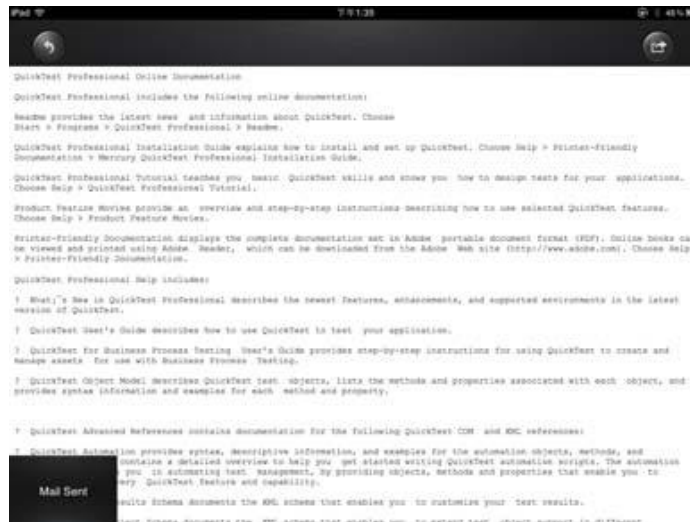 iPad 下午1:35 45%
QuickTest Professional Online Documentation
QuickTest Professional includes the following online documentation:
Readme provides the latest news and information about QuickTest. Choose
Start > Programs > QuickTest Professional > Readme.
QuickTest Professional Installation Guide explains how to install and set up QuickTest. Choose Help > Printer-Friendly
Documentation > Mercury QuickTest Professional Installation Guide.
QuickTest Professional Tutorial teaches you basic QuickTest skills and shows you how to design tests for your applications.
Choose Help > QuickTest Professional Tutorial.
Product Feature Movies provide an overview and step-by-step instructions describing how to use selected QuickTest features.
Choose Help > Product Feature Movies.
Printer-Friendly Documentation displays the complete documentation set in Adobe portable document format (PDF). Online books ca
be viewed and printed using Adobe Reader, which can be downloaded from the Adobe Web site (http://www.adobe.com). Choose Help
> Printer-Friendly Documentation.
QuickTest Professional Help includes:
? What¡¯s New in QuickTest Professional describes the newest features, enhancements, and supported environments in the latest
version of QuickTest.
? QuickTest User's Guide describes how to use QuickTest to test your application.
? QuickTest for Business Process Testing User's Guide provides step-by-step instructions for using QuickTest to create and
manage assets for use with Business Process Testing.
? QuickTest Object Model describes QuickTest test objects, lists the methods and properties associated with each object, and
provides syntax information and examples for each method and property.
? QuickTest Advanced References contains documentation for the following QuickTest COM and XML references:
? QuickTest Automation provides syntax, descriptive information, and examples for the automation objects, methods, and
contains a detailed overview to help you get started writing QuickTest automation scripts. The automation
you in automating test management, by providing objects, methods and properties that enable you to
very QuickTest feature and capability.
Mail Sent
sults Schema documents the XML schema that enables you to customize your test results.